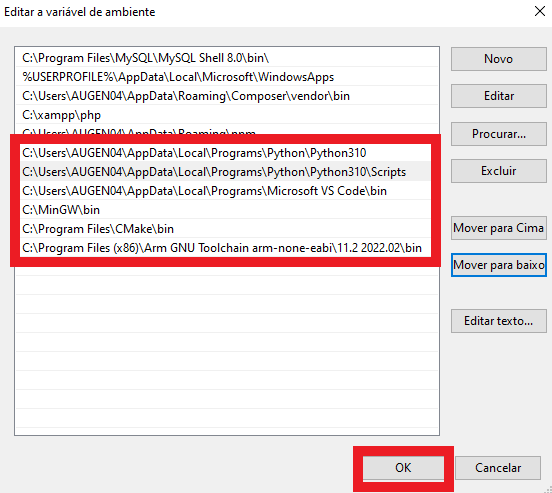 Editar a variável de ambiente
C:\Program Files\MySQL\MySQL Shell 8.0\bin\
%USERPROFILE%\AppData\Local\Microsoft\WindowsApps
C:\Users\AUGEN04\AppData\Roaming\Composer\vendor\bin
C:\xampp\php
C:\Users\AUGEN04\AppData\Roaming\npm
C:\Users\AUGEN04\AppData\Local\Programs\Python\Python310
C:\Users\AUGEN04\AppData\Local\Programs\Python\Python310\Scripts
C:\Users\AUGEN04\AppData\Local\Programs\Microsoft VS Code\bin
C:\MinGW\bin
C:\Program Files\CMake\bin
C:\Program Files (x86)\Arm GNU Toolchain arm-none-eabi\11.2 2022.02\bin
Novo
Editar
Procurar...
Excluir
Mover para Cima
Mover para baixo
Editar texto...
OK
Cancelar